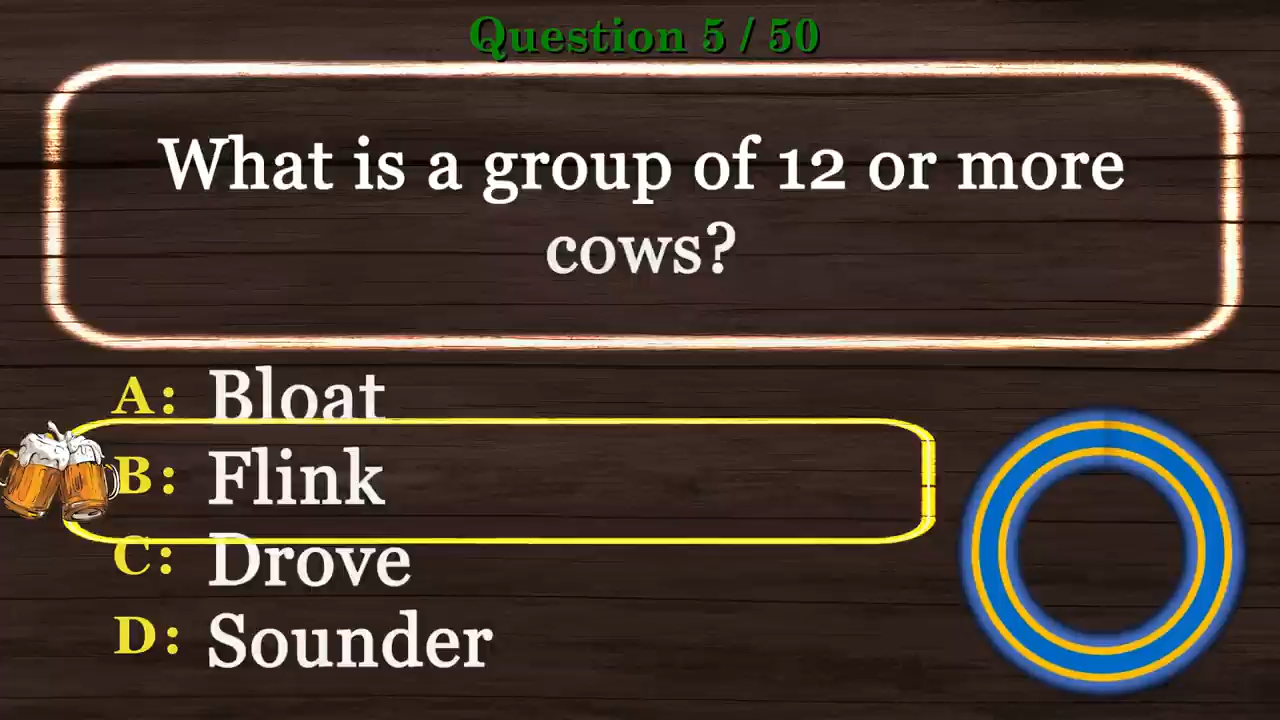 Question 5 / 50
What is a group of 12 or more
cows?
A: Bloat
B: Flink
C: Drove
D: Sounder